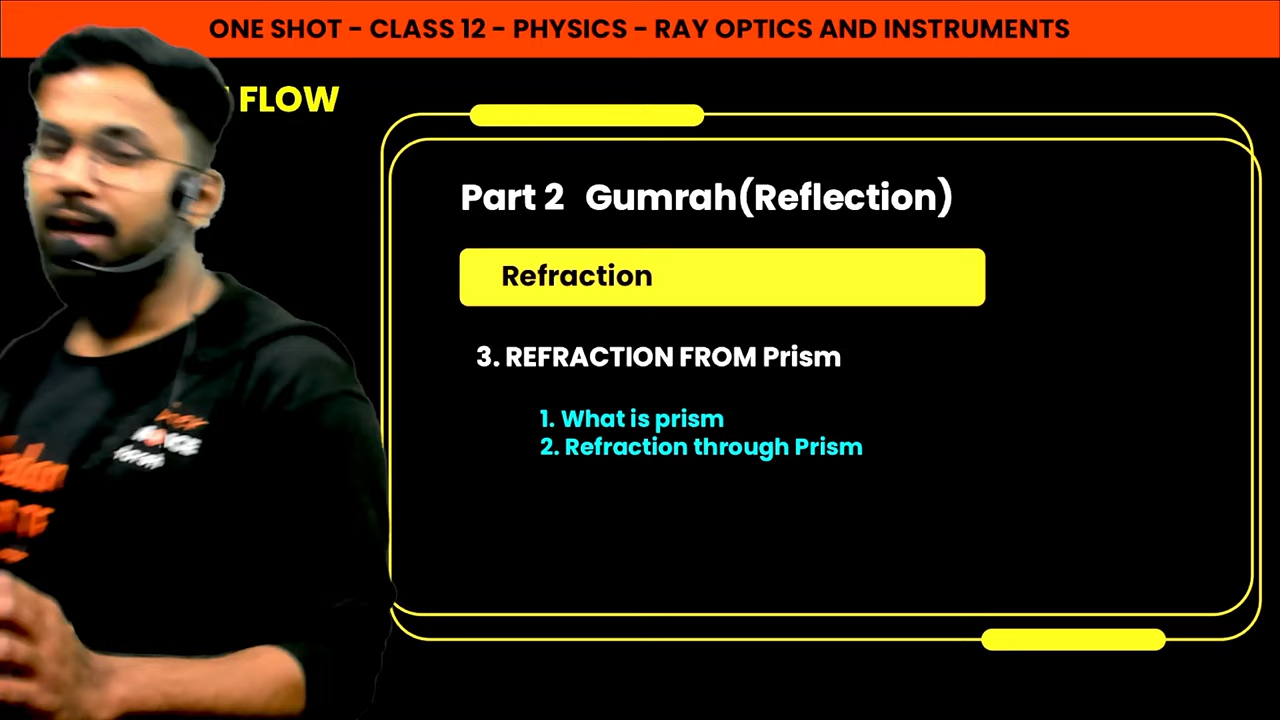 ONE SHOT - CLASS 12 - PHYSICS - RAY OPTICS AND INSTRUMENTS
FLOW
Part 2 Gumrah(Reflection)
Refraction
3. REFRACTION FROM Prism
1. What is prism
2. Refraction through Prism